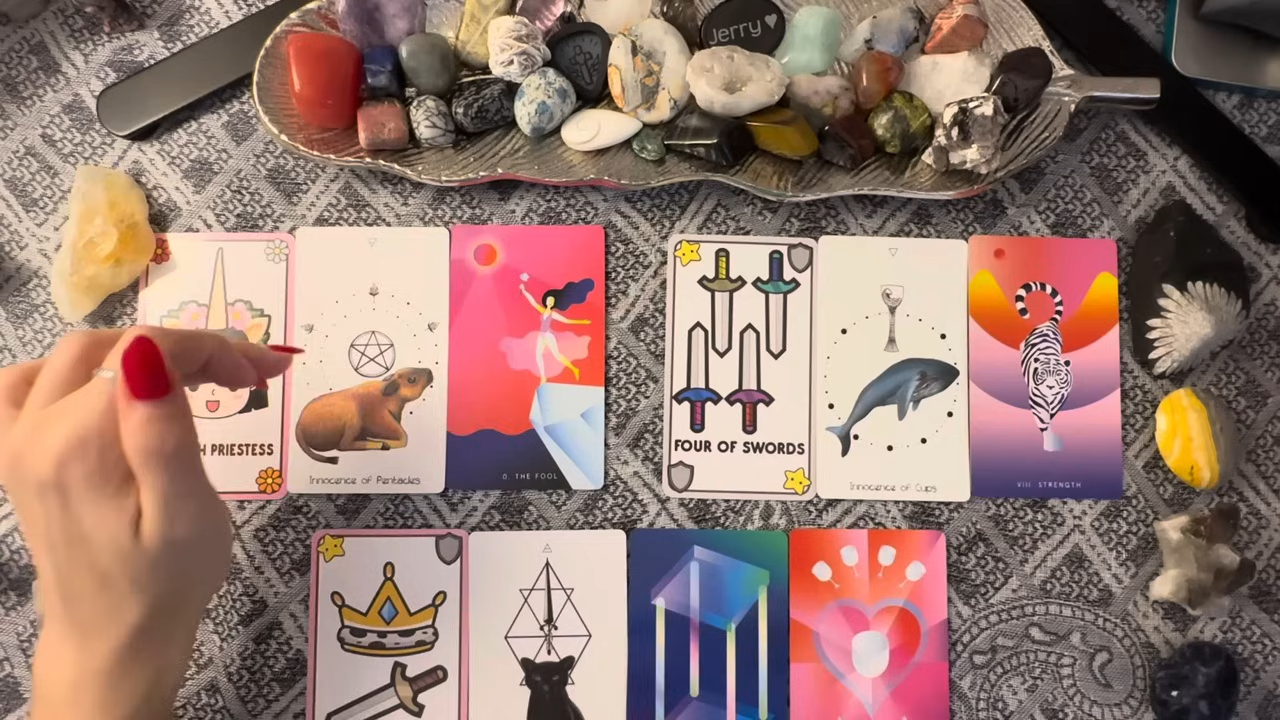 Jerry
H PRIESTESS
Innocence of Pentacles
0. THE FOOL
FOUR OF SWORDS
Innocence of Cups
VIII STRENGTH